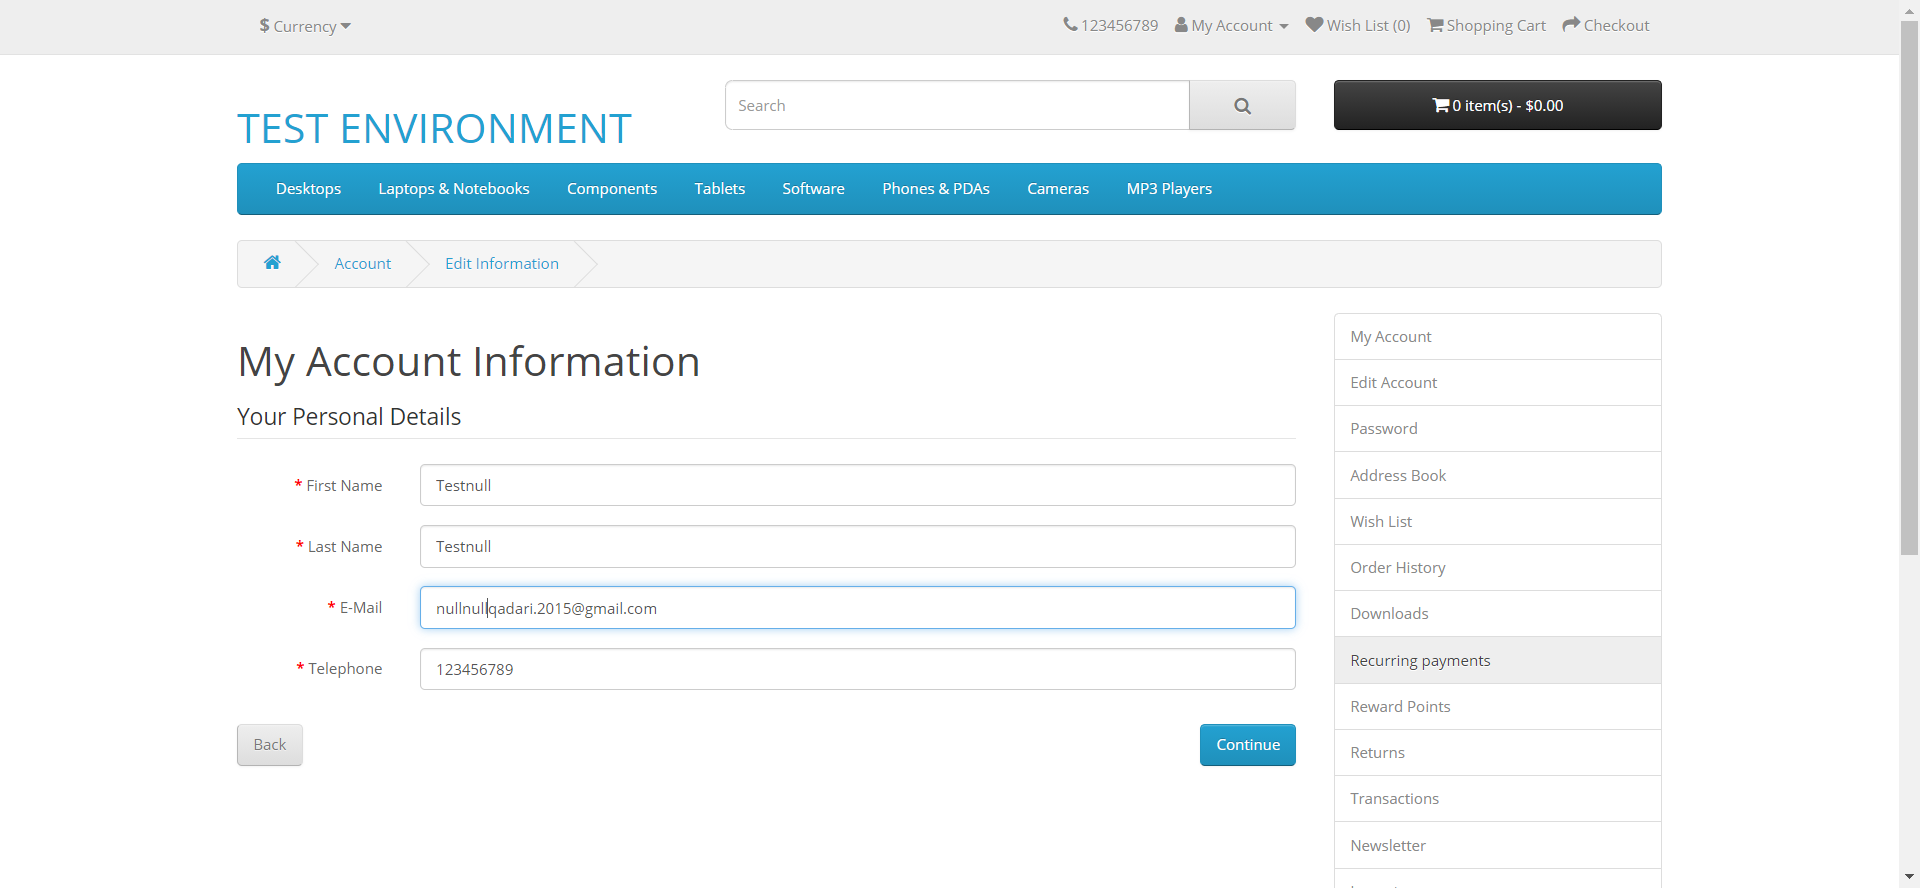 $ Currency
123456789 My Account Wish List (0) Shopping Cart Checkout
TEST ENVIRONMENT
Search
0 item(s) - $0.00
Desktops Laptops & Notebooks Components Tablets Software Phones & PDAs Cameras MP3 Players
Account Edit Information
My Account Information
Your Personal Details
* First Name Testnull
* Last Name Testnull
* E-Mail nullnullqadari.2015@gmail.com
* Telephone 123456789
Back Continue
My Account
Edit Account
Password
Address Book
Wish List
Order History
Downloads
Recurring payments
Reward Points
Returns
Transactions
Newsletter